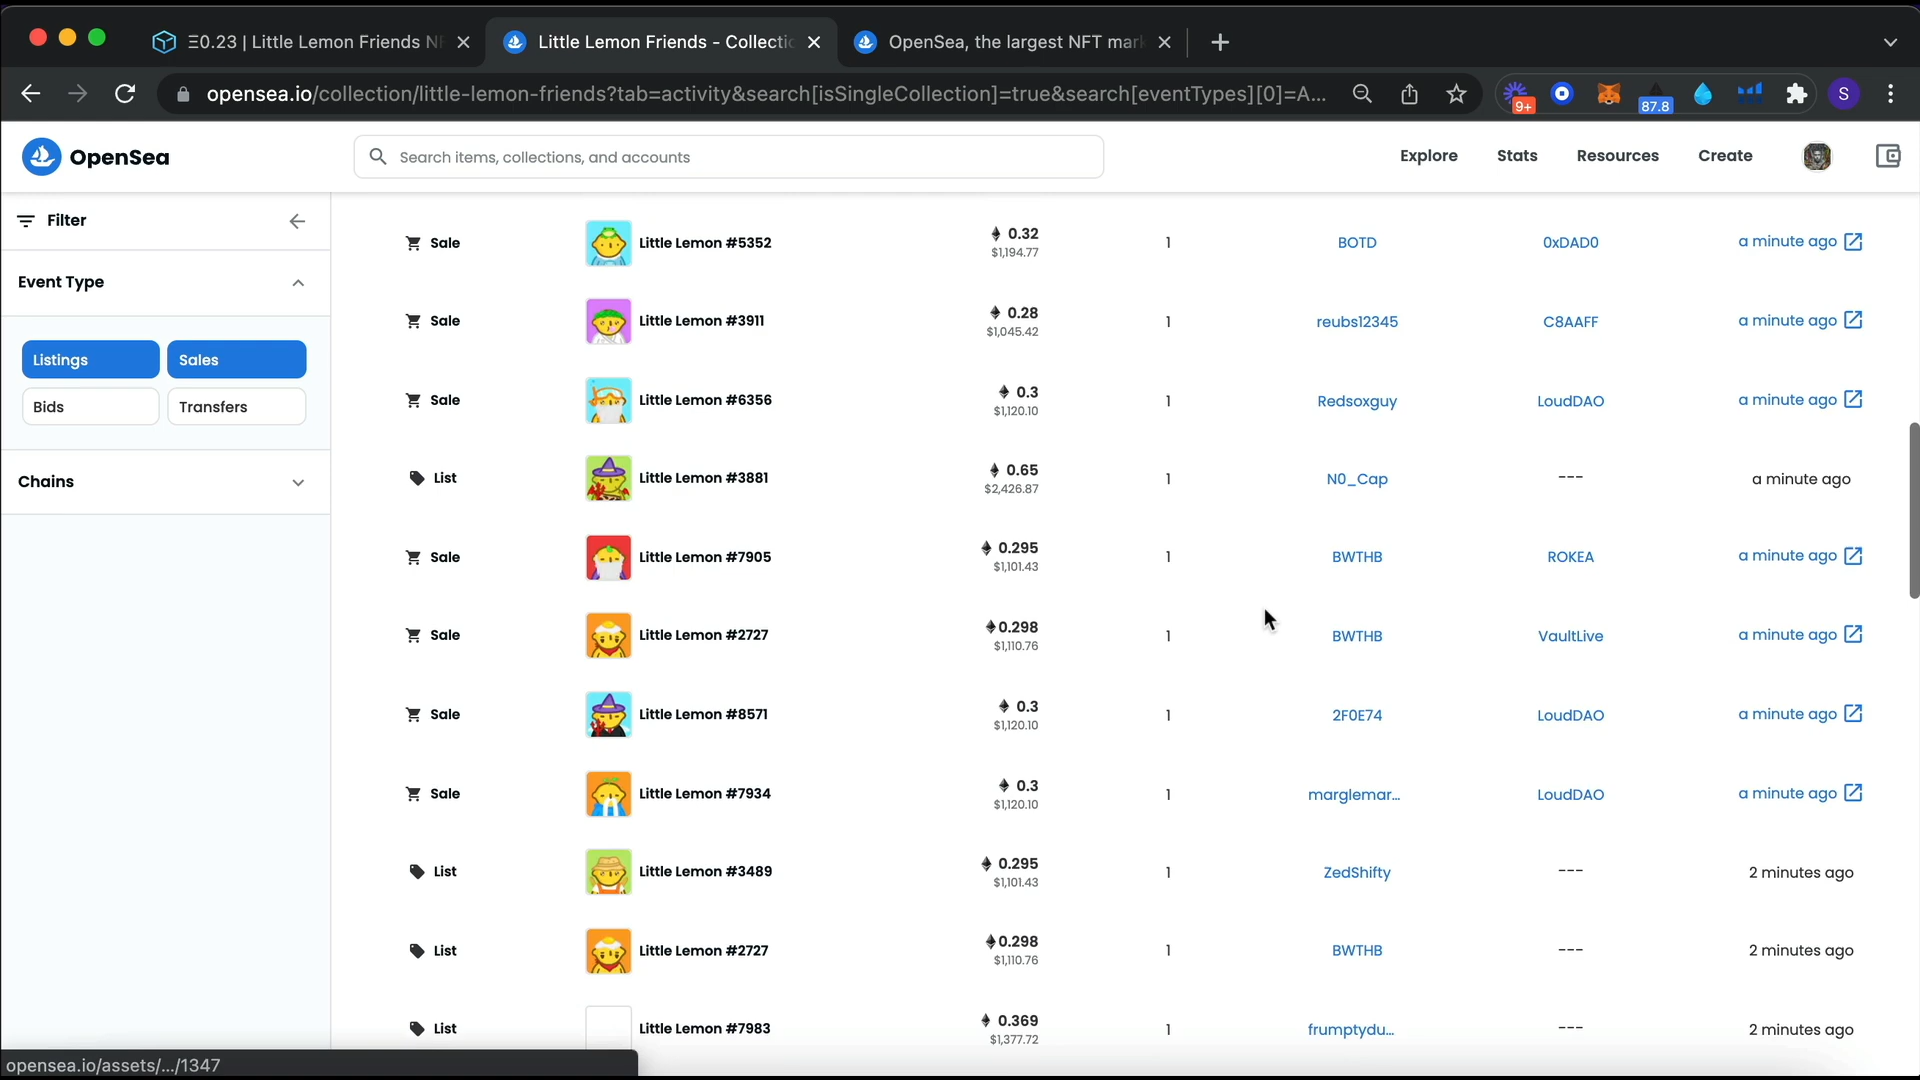 Ξ0.23 | Little Lemon Friends N
Little Lemon Friends - Collecti
OpenSea, the largest NFT mar
opensea.io/collection/little-lemon-friends?tab=activity&search[isSingleCollection]=true&search[eventTypes][0]=A...
9+
87.8
S
OpenSea
Search items, collections, and accounts
Explore
Stats
Resources
Create
Filter
Event Type
Listings
Sales
Bids
Transfers
Chains
Sale Little Lemon #5352 0.32 1 BOTD 0xDAD0 a minute ago
$1,194.77
Sale Little Lemon #3911 0.28 1 reubs12345 C8AAFF a minute ago
$1,045.42
Sale Little Lemon #6356 0.3 1 Redsoxguy LoudDAO a minute ago
$1,120.10
List Little Lemon #3881 0.65 1 N0_Cap --- a minute ago
$2,426.87
Sale Little Lemon #7905 0.295 1 BWTHB ROKEA a minute ago
$1,101.43
Sale Little Lemon #2727 0.298 1 BWTHB VaultLive a minute ago
$1,110.76
Sale Little Lemon #8571 0.3 1 2F0E74 LoudDAO a minute ago
$1,120.10
Sale Little Lemon #7934 0.3 1 marglemar... LoudDAO a minute ago
$1,120.10
List Little Lemon #3489 0.295 1 ZedShifty --- 2 minutes ago
$1,101.43
List Little Lemon #2727 0.298 1 BWTHB --- 2 minutes ago
$1,110.76
List Little Lemon #7983 0.369 1 frumptydu... --- 2 minutes ago
$1,377.72
opensea.io/assets/.../1347